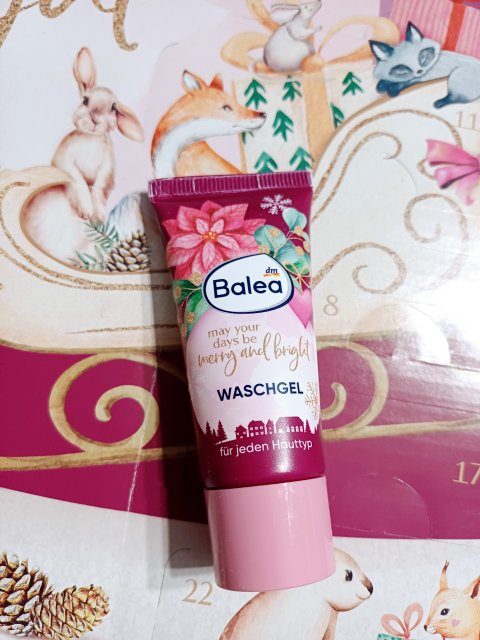 11
dm
Balea
8
may your
days be
merry and bright
WASCHGEL
für jeden Hauttyp
17
22